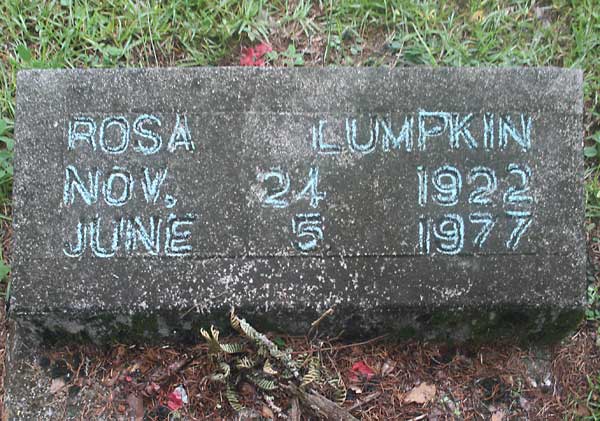 ROSA LUMPKIN
NOV. 24 1922
JUNE 5 1977